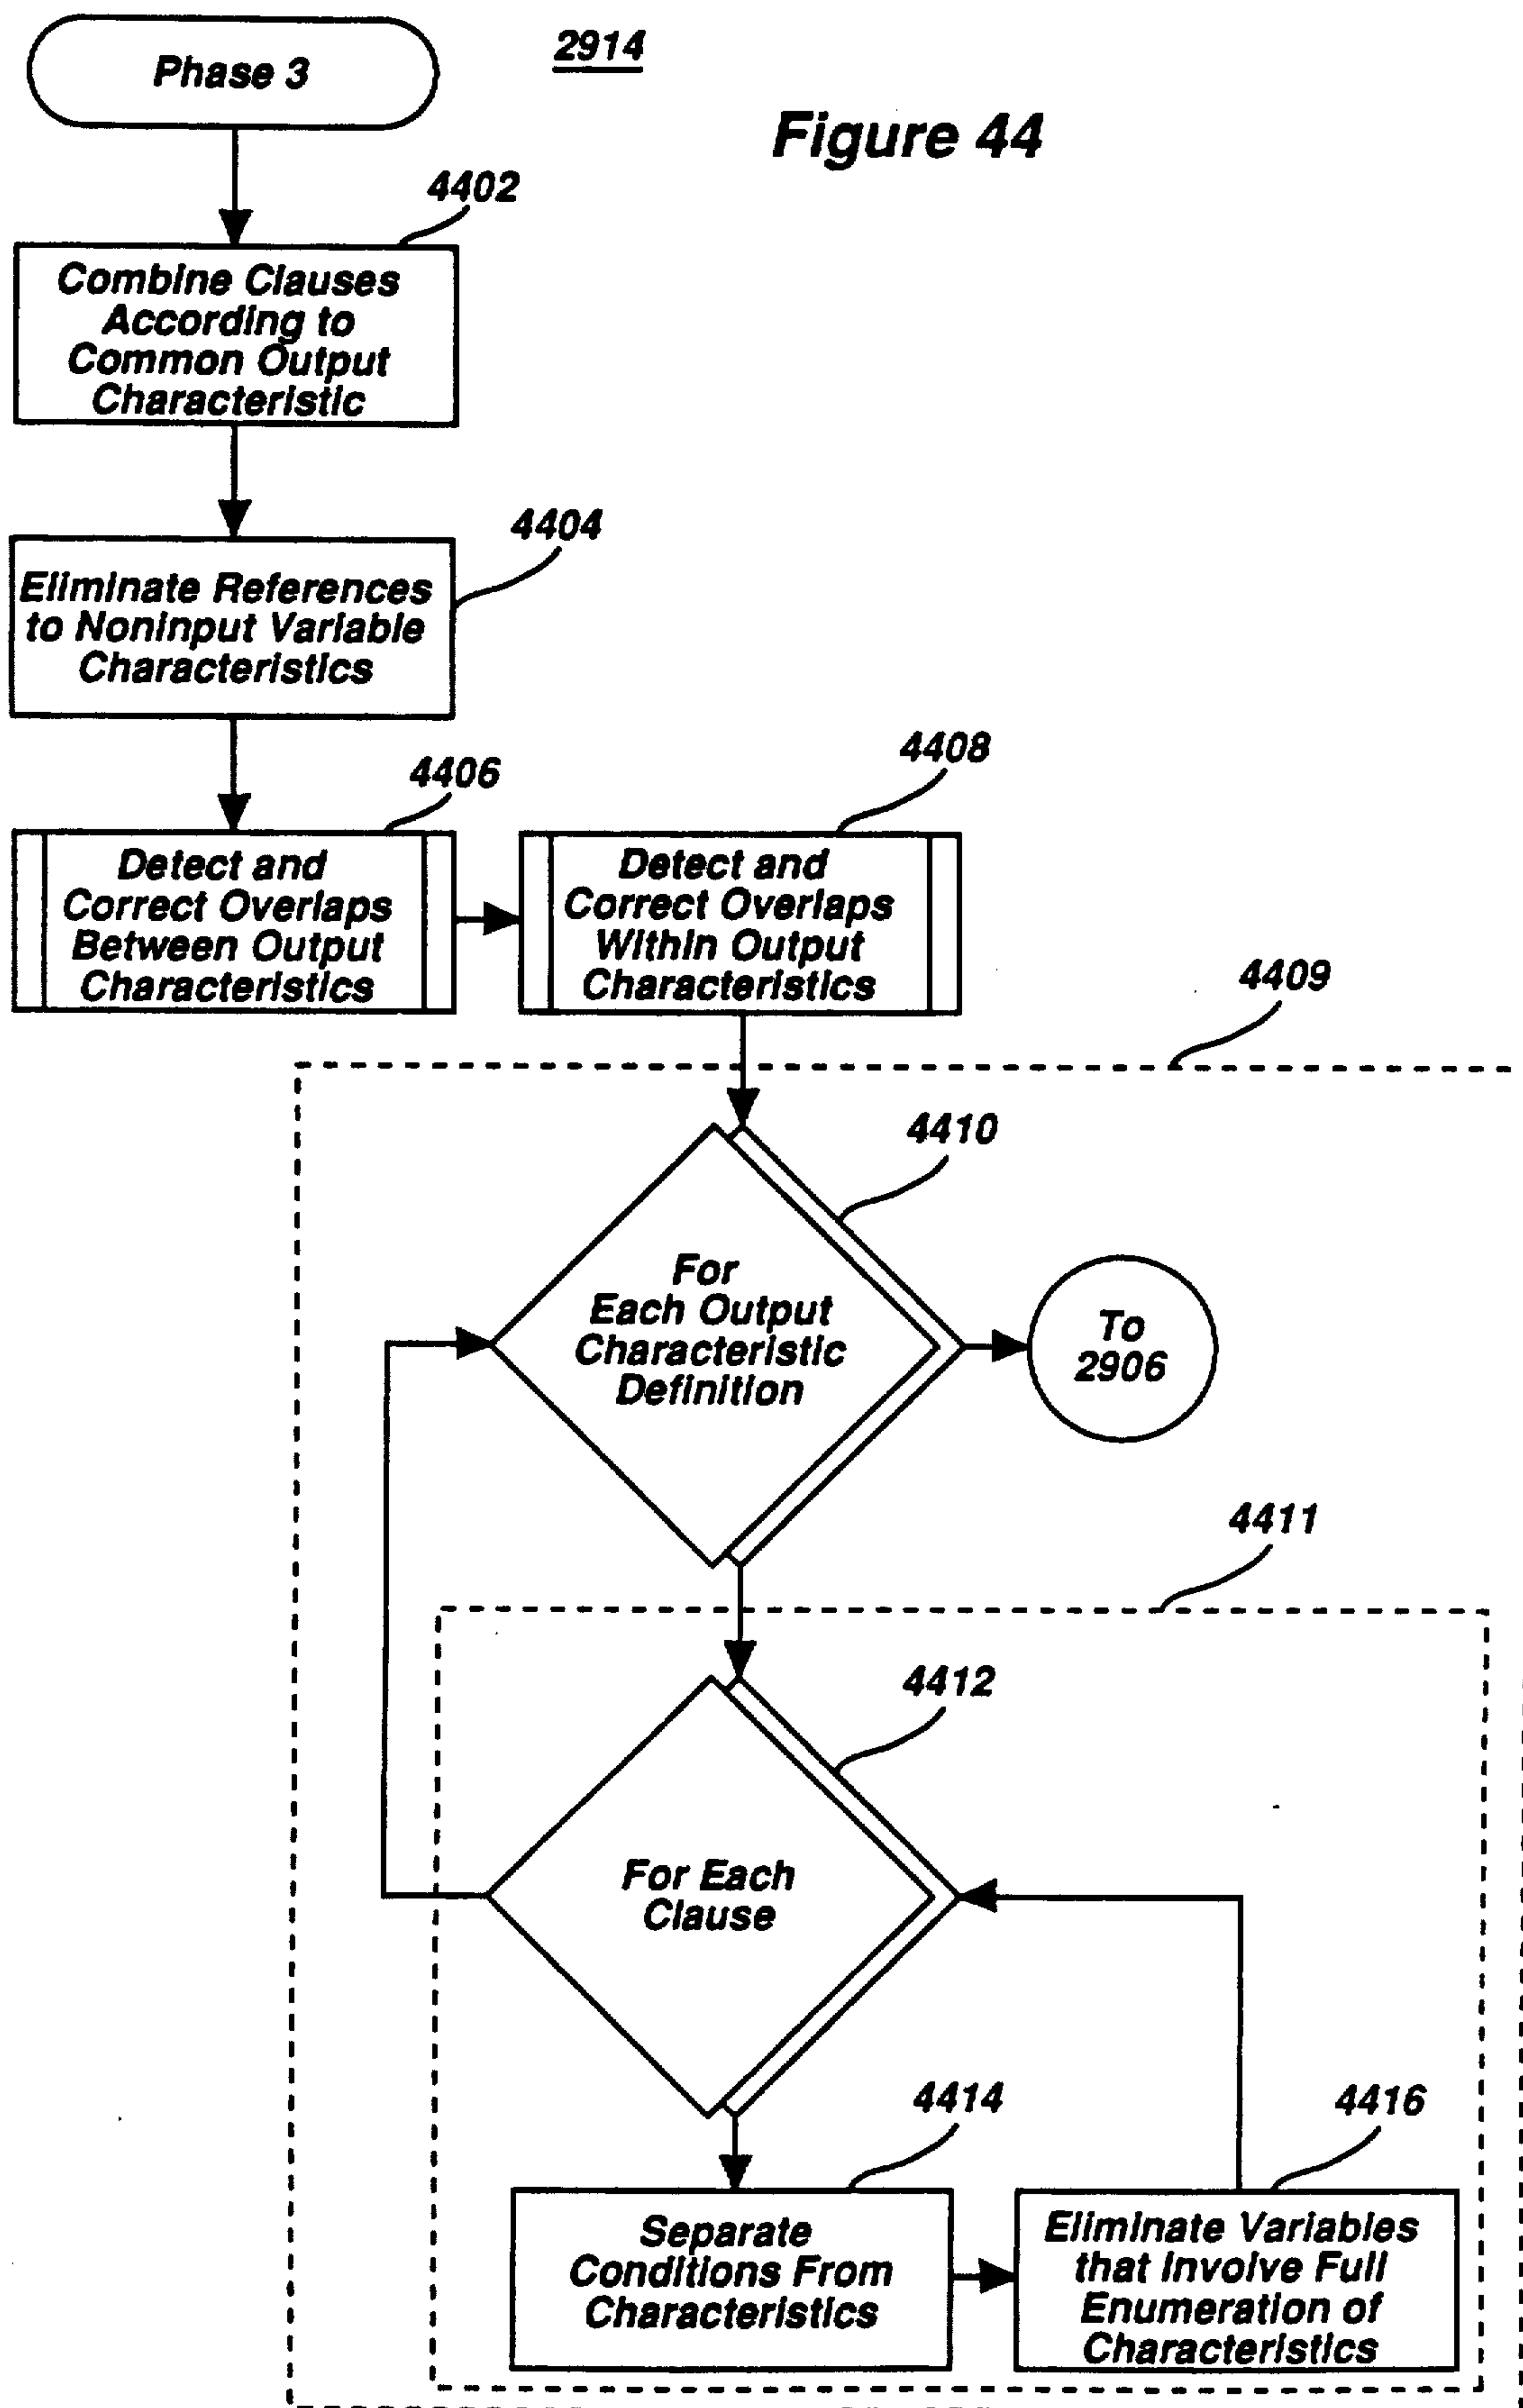 Phase 3
2914
Figure 44
4402
Combine Clauses
According to
Common Output
Characteristic
4404
Eliminate References
to Noninput Variable
Characteristics
4406
Detect and
Correct Overlaps
Between Output
Characteristics
4408
Detect and
Correct Overlaps
Within Output
Characteristics
4409
4410
For
Each Output
Characteristic
Definition
To
2906
4411
4412
For Each
Clause
4414
Separate
Conditions From
Characteristics
4416
Eliminate Variables
that Involve Full
Enumeration of
Characteristics